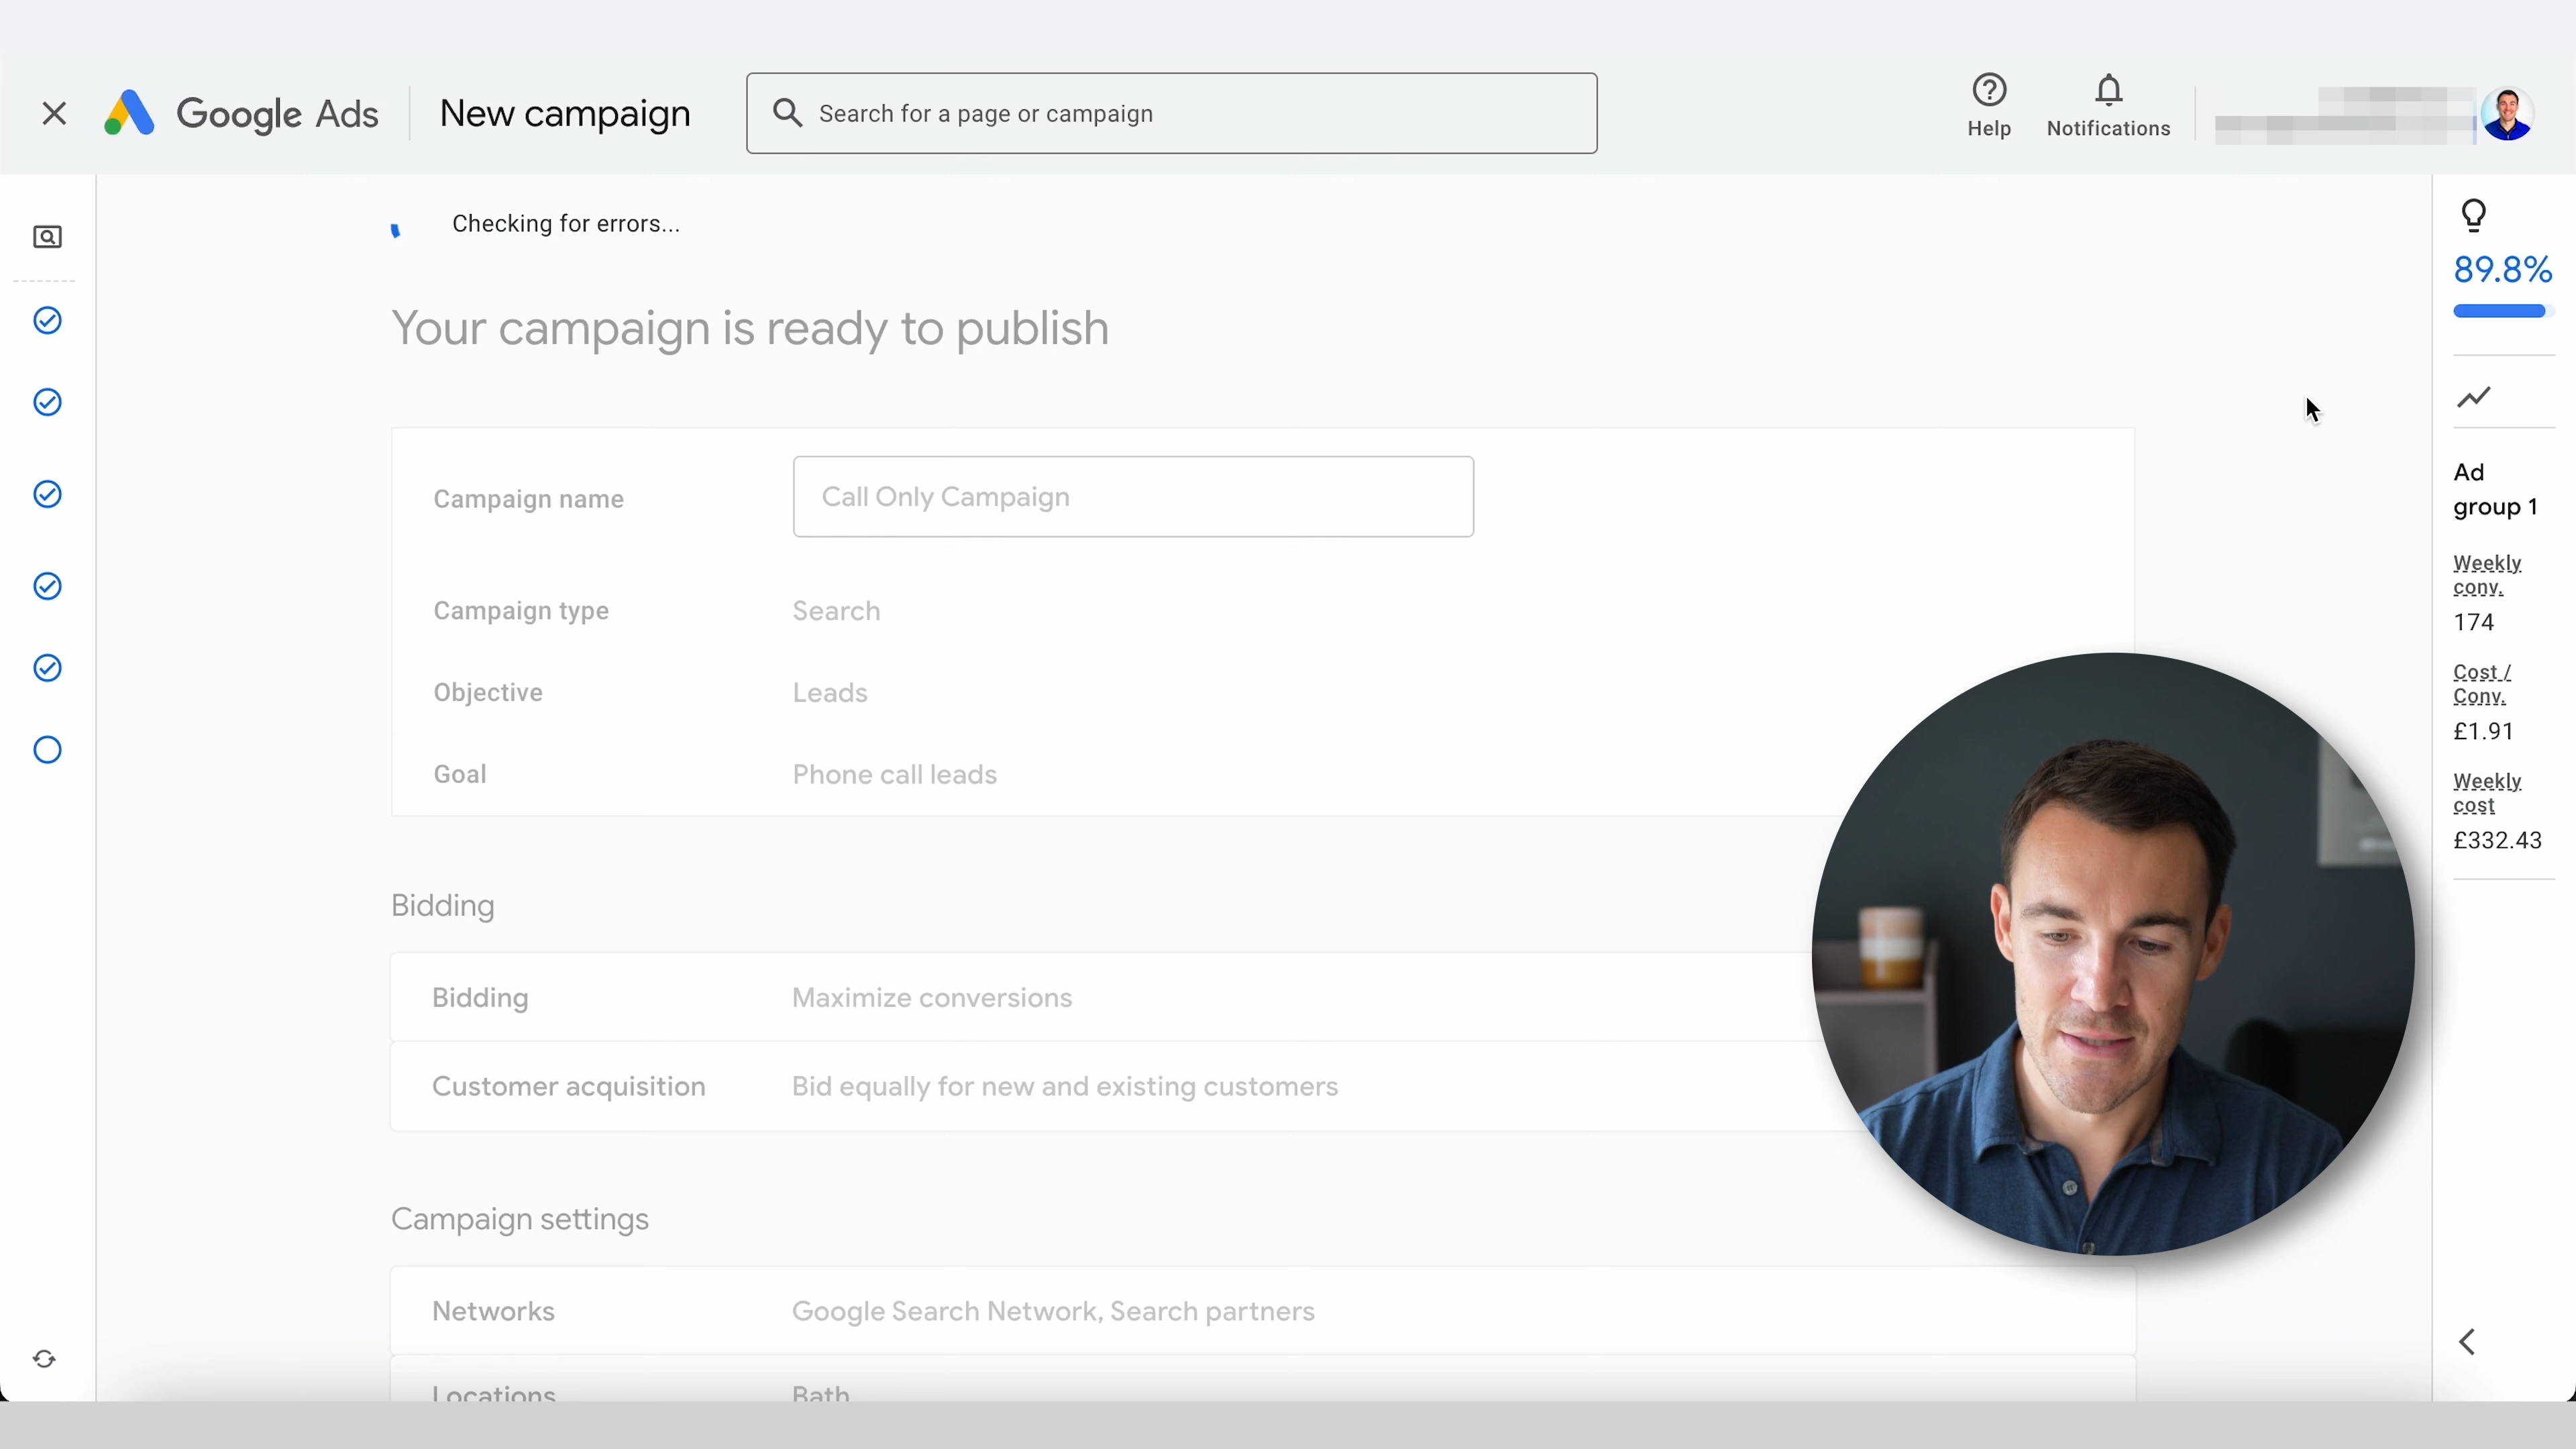 Google Ads
New campaign
Search for a page or campaign
Help
Notifications
Checking for errors...
89.8%
Your campaign is ready to publish
Campaign name
Call Only Campaign
Campaign type
Search
Objective
Leads
Goal
Phone call leads
Ad
group 1
Weekly
conv.
174
Cost /
Conv.
£1.91
Weekly
cost
£332.43
Bidding
Bidding
Maximize conversions
Customer acquisition
Bid equally for new and existing customers
Campaign settings
Networks
Google Search Network, Search partners
Locations
Bath